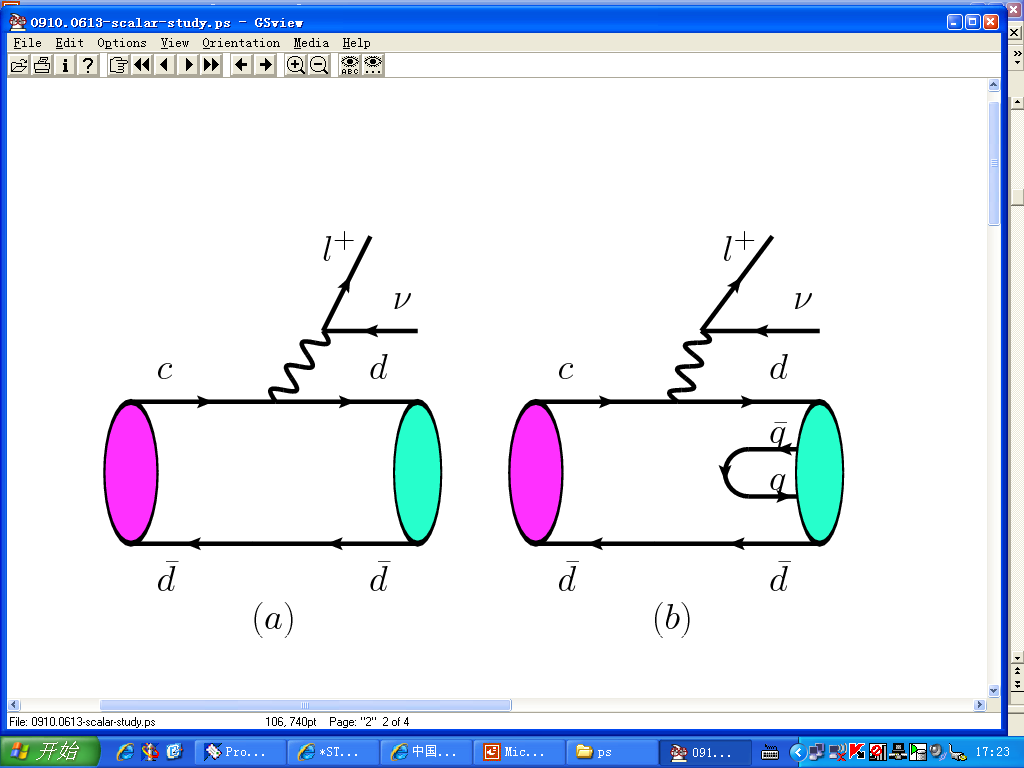 0910.0613-scalar-study.ps - GSview
File Edit Options View Orientation Media Help
ABC
l⁺ l⁺
ν ν
c d c d
q̄
q
d̄ d̄ d̄ d̄
(a) (b)
File: 0910.0613-scalar-study.ps 106, 740pt Page: "2" 2 of 4
开始 Pro... *ST... 中国... Mic... ps 091... 17:23